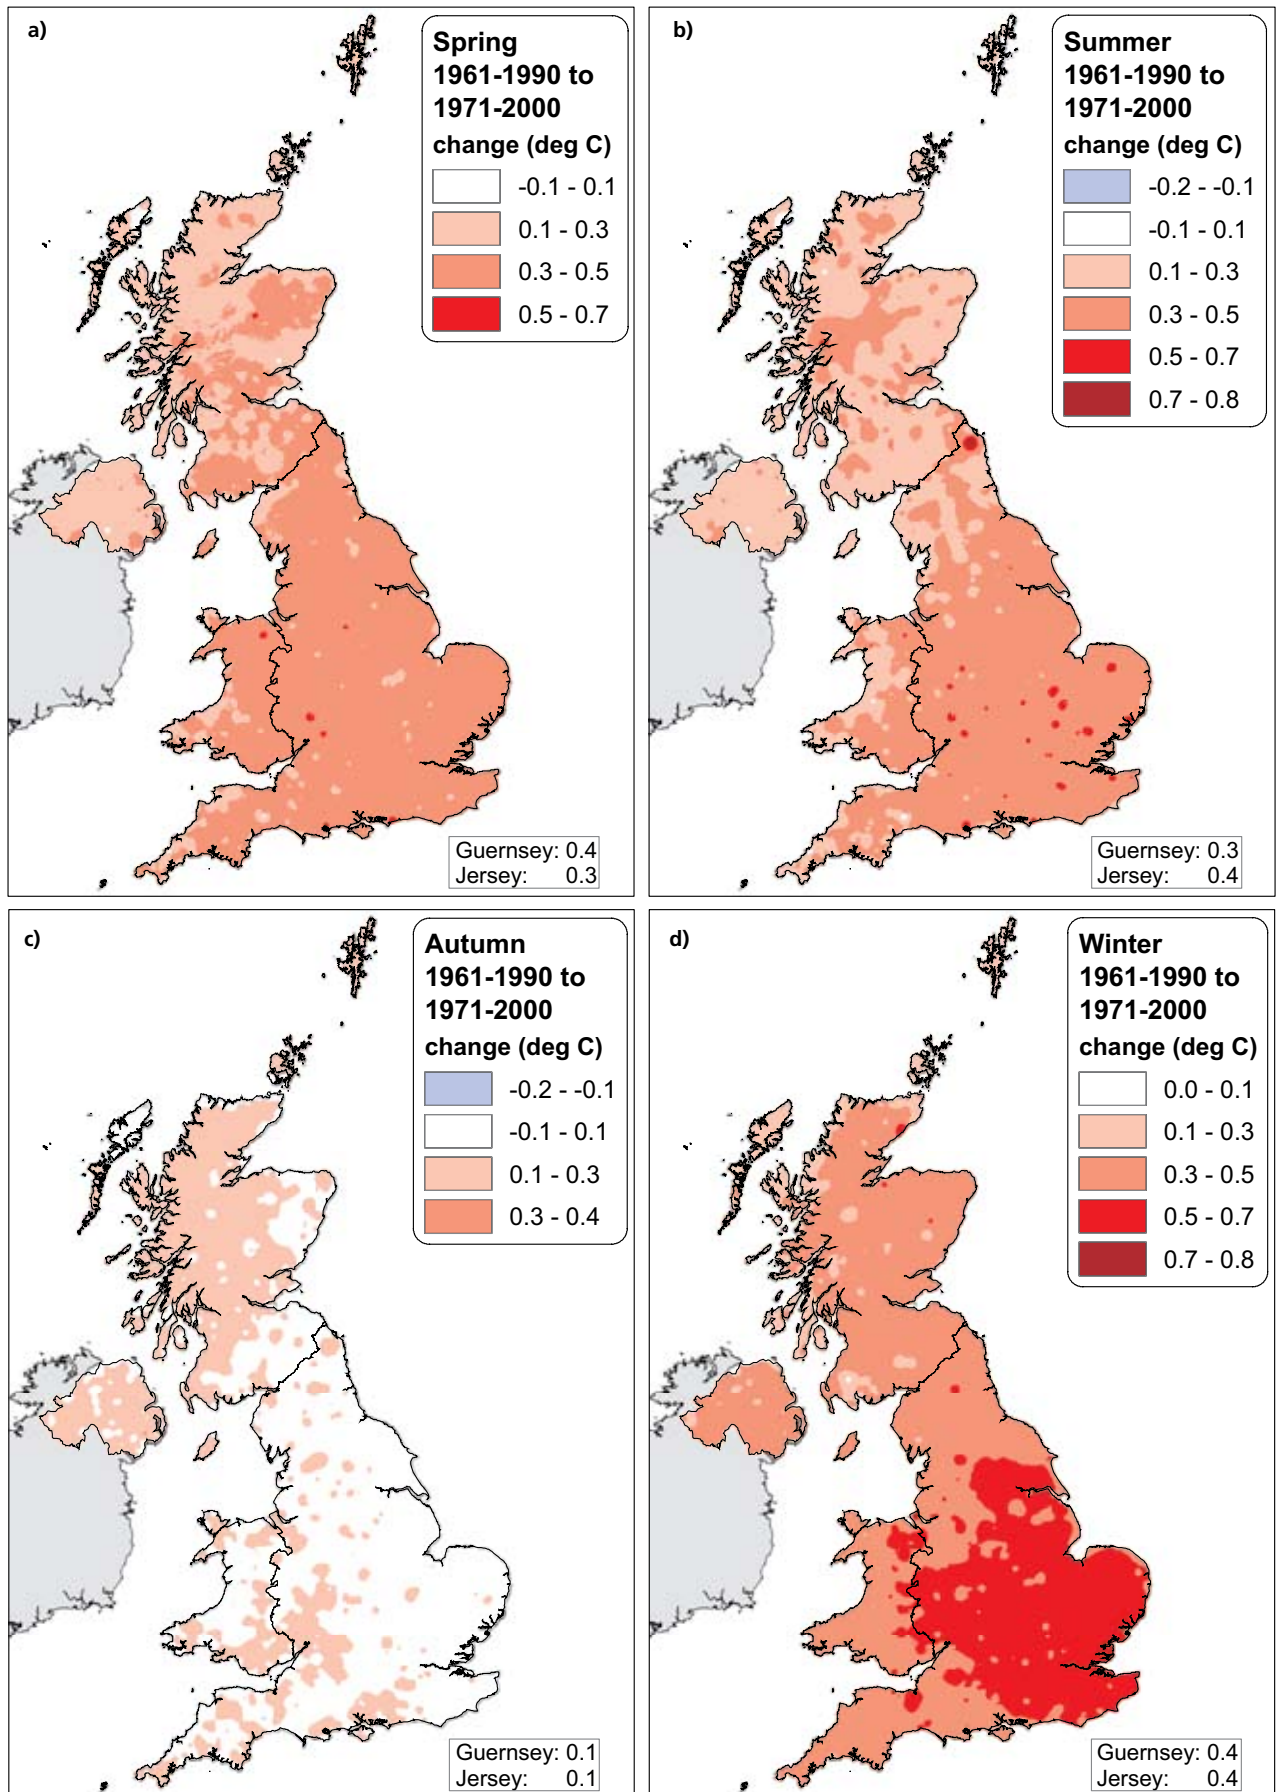 a)
Spring
1961-1990 to
1971-2000
change (deg C)
-0.1 - 0.1
0.1 - 0.3
0.3 - 0.5
0.5 - 0.7
Guernsey: 0.4
Jersey: 0.3
b)
Summer
1961-1990 to
1971-2000
change (deg C)
-0.2 - -0.1
-0.1 - 0.1
0.1 - 0.3
0.3 - 0.5
0.5 - 0.7
0.7 - 0.8
Guernsey: 0.3
Jersey: 0.4
c)
Autumn
1961-1990 to
1971-2000
change (deg C)
-0.2 - -0.1
-0.1 - 0.1
0.1 - 0.3
0.3 - 0.4
Guernsey: 0.1
Jersey: 0.1
d)
Winter
1961-1990 to
1971-2000
change (deg C)
0.0 - 0.1
0.1 - 0.3
0.3 - 0.5
0.5 - 0.7
0.7 - 0.8
Guernsey: 0.4
Jersey: 0.4